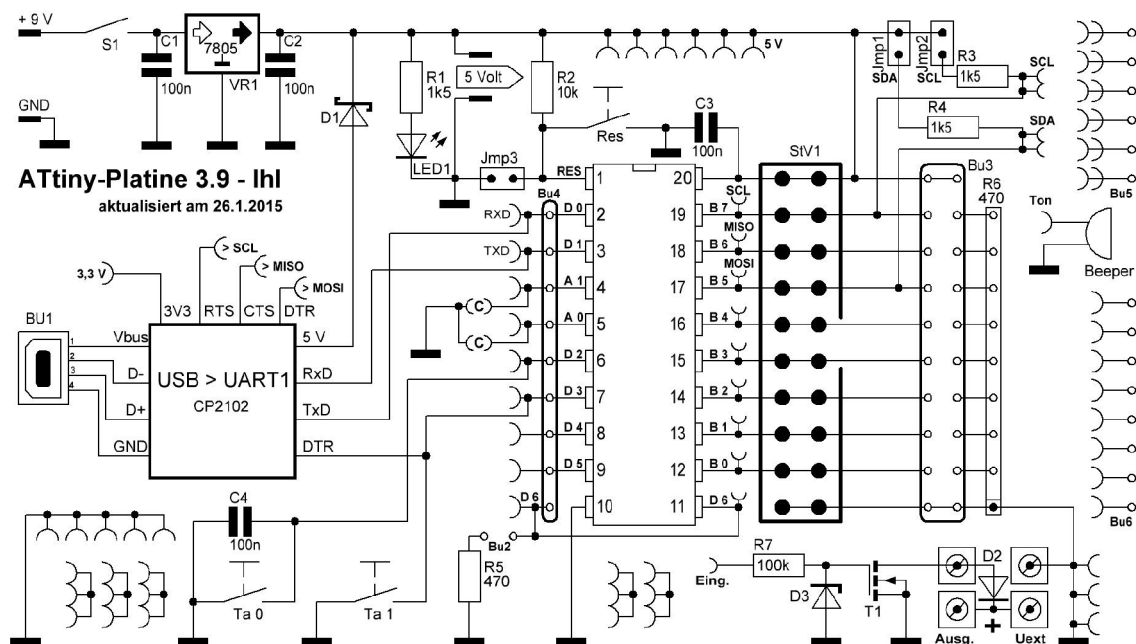 + 9 V
S1
C1
100n
7805
VR1
C2
100n
GND
D1
R1
1k5
LED1
5 Volt
R2
10k
Res
C3
100n
5 V
Jmp1
SDA
Jmp2
SCL
R3
1k5
R4
1k5
SCL
SDA
Jmp3
ATtiny-Platine 3.9 - Ihl
aktualisiert am 26.1.2015
StV1
Bu3
R6
470
Bu5
Ton
Beeper
Bu4
RES 1 20
RXD D 0 2 19 SCL B 7
TXD D 1 3 18 MISO B 6
A 1 4 17 MOSI B 5
C A 0 5 16 B 4
C D 2 6 15 B 3
D 3 7 14 B 2
D 4 8 13 B 1
D 5 9 12 B 0
D 6 10 11 D 6
> SCL
> MISO
> MOSI
3,3 V
3V3 RTS CTS DTR
BU1
1
2
3
4
Vbus
D-
D+
GND
USB > UART1
CP2102
5 V
RxD
TxD
DTR
Bu6
C4
100n
Ta 0
Ta 1
Bu2
R5
470
Eing.
R7
100k
D3
T1
D2
+
Ausg.
Uext